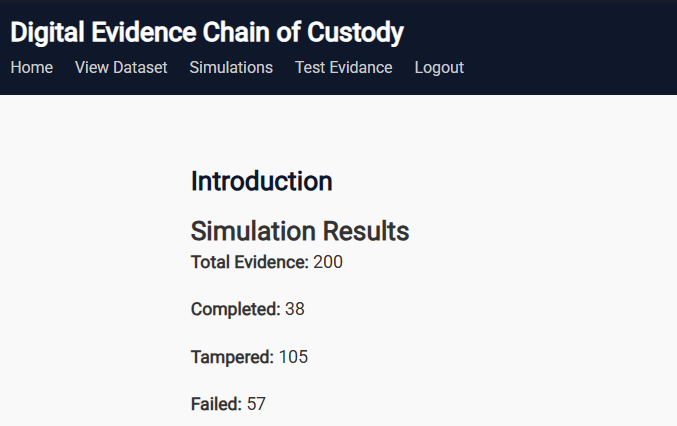 Digital Evidence Chain of Custody
Home View Dataset Simulations Test Evidance Logout
Introduction
Simulation Results
Total Evidence: 200
Completed: 38
Tampered: 105
Failed: 57